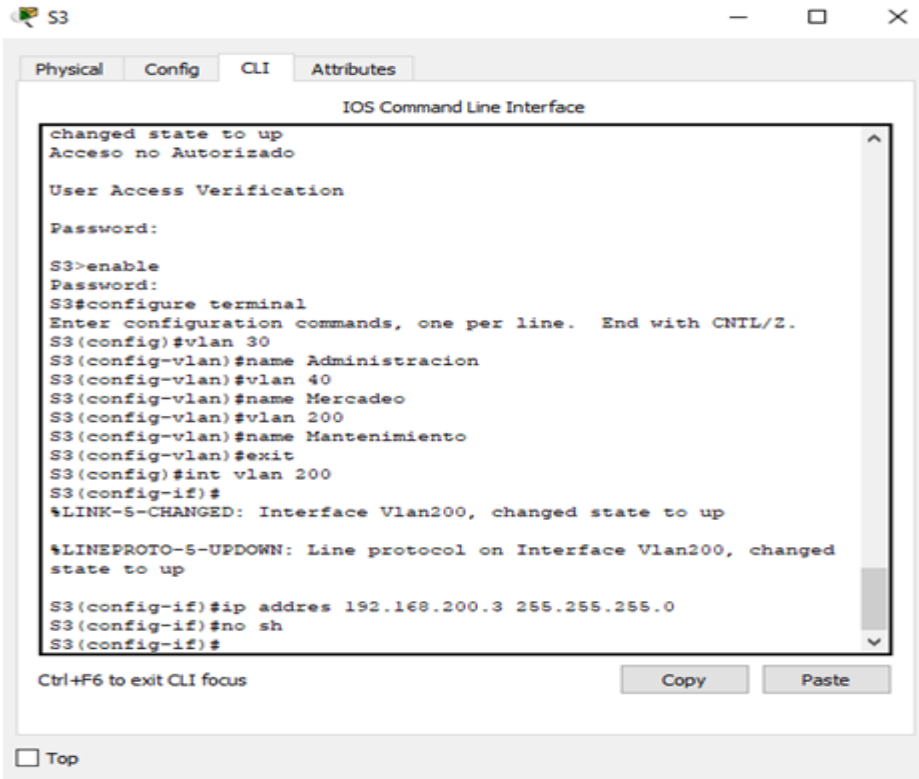 S3
Physical Config CLI Attributes
IOS Command Line Interface
changed state to up
Acceso no Autorizado
User Access Verification
Password:
S3>enable
Password:
S3#configure terminal
Enter configuration commands, one per line. End with CNTL/Z.
S3(config)#vlan 30
S3(config-vlan)#name Administracion
S3(config-vlan)#vlan 40
S3(config-vlan)#name Mercadeo
S3(config-vlan)#vlan 200
S3(config-vlan)#name Mantenimiento
S3(config-vlan)#exit
S3(config)#int vlan 200
S3(config-if)#
%LINK-5-CHANGED: Interface Vlan200, changed state to up
%LINEPROTO-5-UPDOWN: Line protocol on Interface Vlan200, changed
state to up
S3(config-if)#ip addres 192.168.200.3 255.255.255.0
S3(config-if)#no sh
S3(config-if)#
Ctrl+F6 to exit CLI focus
Copy Paste
Top